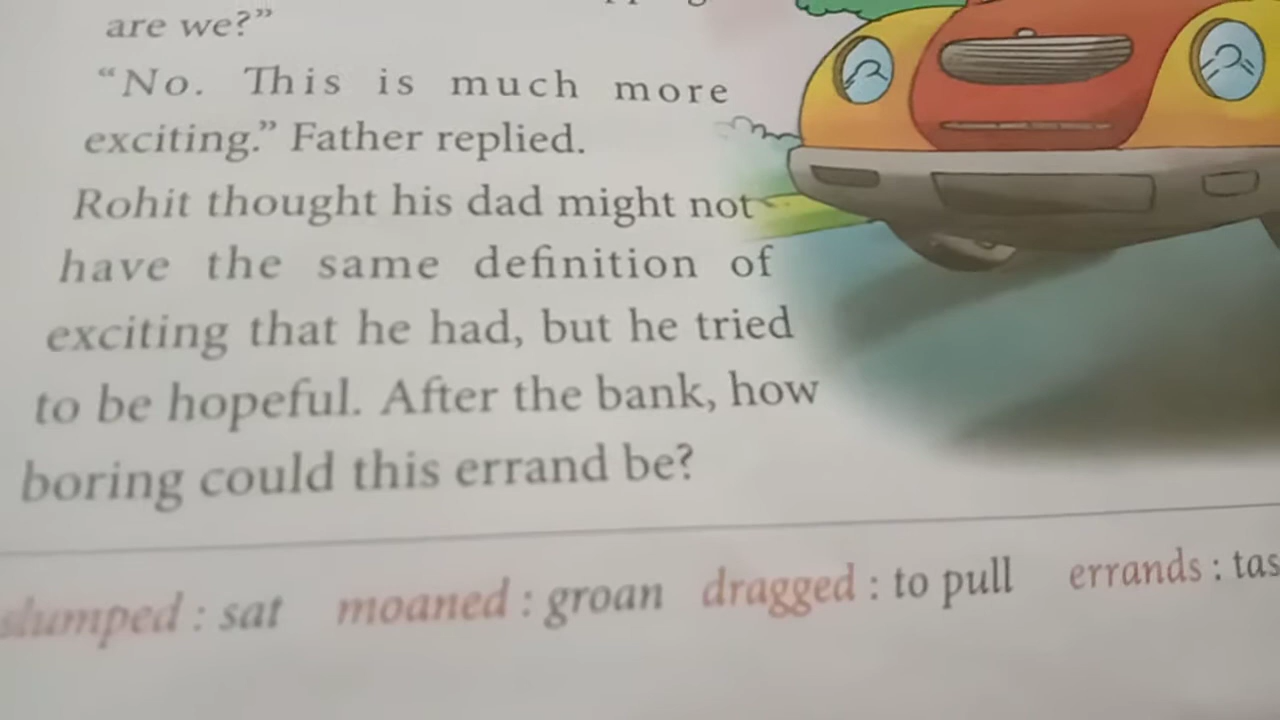 are we?”
“No. This is much more
exciting.” Father replied.
Rohit thought his dad might not
have the same definition of
exciting that he had, but he tried
to be hopeful. After the bank, how
boring could this errand be?
slumped : sat moaned : groan dragged : to pull errands :